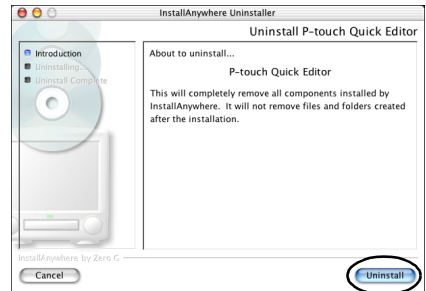 InstallAnywhere Uninstaller
Uninstall P-touch Quick Editor
Introduction
Uninstalling...
Uninstall Complete
About to uninstall...
P-touch Quick Editor
This will completely remove all components installed by
InstallAnywhere. It will not remove files and folders created
after the installation.
InstallAnywhere by Zero G
Cancel
Uninstall